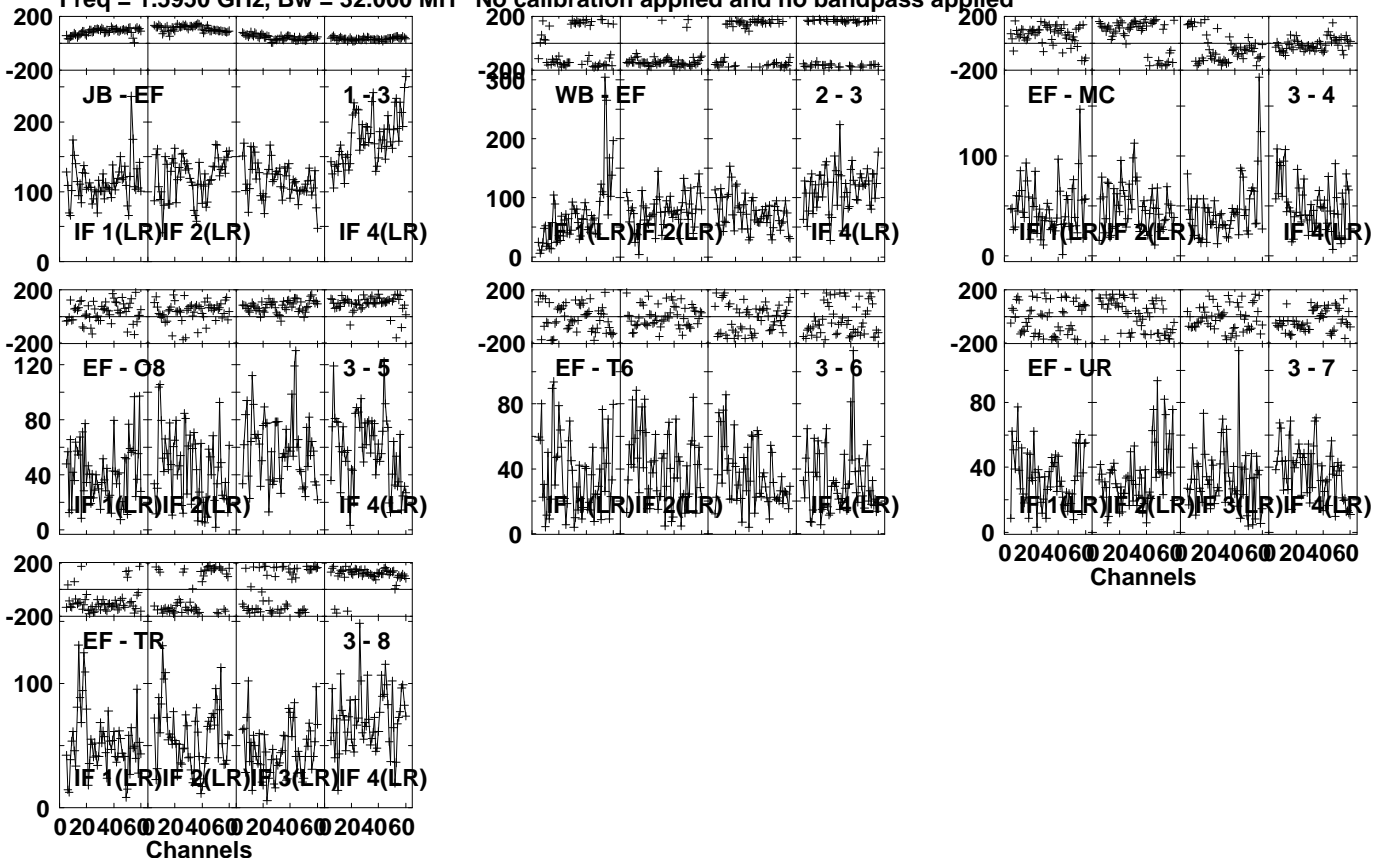 Freq = 1.5950 GHz, Bw = 32.000 MH No calibration applied and no bandpass applied
200
-200
JB - EF 1 - 3
200
100
0
IF 1(LR) IF 2(LR) IF 4(LR)
200
-200
300
WB - EF 2 - 3
200
100
0
IF 1(LR) IF 2(LR) IF 4(LR)
200
-200
EF - MC 3 - 4
100
0
IF 1(LR) IF 2(LR) IF 4(LR)
200
-200
120
EF - O8 3 - 5
80
40
0
IF 1(LR) IF 2(LR) IF 4(LR)
200
-200
EF - T6 3 - 6
80
40
0
IF 1(LR) IF 2(LR) IF 4(LR)
200
-200
EF - UR 3 - 7
80
40
0
IF 1(LR) IF 2(LR) IF 3(LR) IF 4(LR)
0 20 40 60 0 20 40 60 0 20 40 60 0 20 40 60
Channels
200
-200
EF - TR 3 - 8
100
0
IF 1(LR) IF 2(LR) IF 3(LR) IF 4(LR)
0 20 40 60 0 20 40 60 0 20 40 60 0 20 40 60
Channels